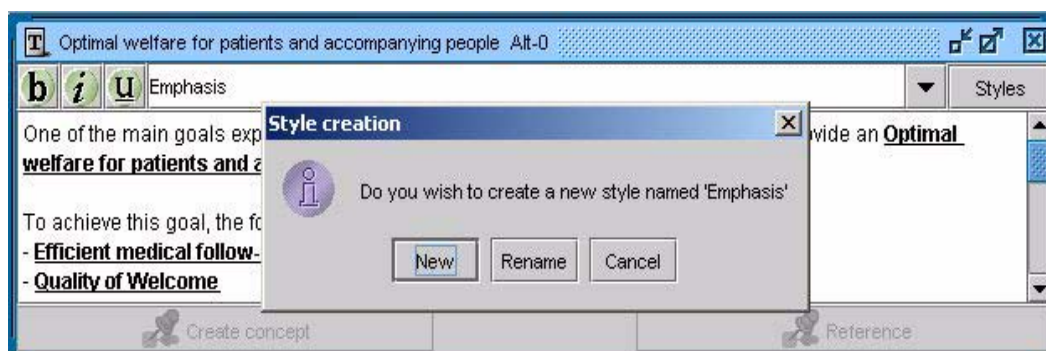 T Optimal welfare for patients and accompanying people Alt-0
b i u Emphasis Styles
Style creation
One of the main goals exp vide an Optimal
welfare for patients and a
Do you wish to create a new style named 'Emphasis'
To achieve this goal, the fo
- Efficient medical follow-
New Rename Cancel
- Quality of Welcome
Create concept Reference